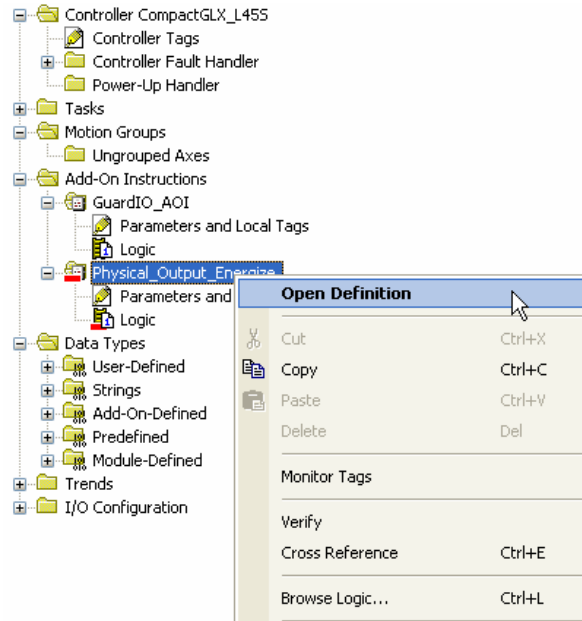 Controller CompactGLX_L45S
Controller Tags
Controller Fault Handler
Power-Up Handler
Tasks
Motion Groups
Ungrouped Axes
Add-On Instructions
GuardIO_AOI
Parameters and Local Tags
Logic
Physical_Output_Energize
Parameters and
Logic
Data Types
User-Defined
Strings
Add-On-Defined
Predefined
Module-Defined
Trends
I/O Configuration
Open Definition
Cut Ctrl+X
Copy Ctrl+C
Paste Ctrl+V
Delete Del
Monitor Tags
Verify
Cross Reference Ctrl+E
Browse Logic... Ctrl+L